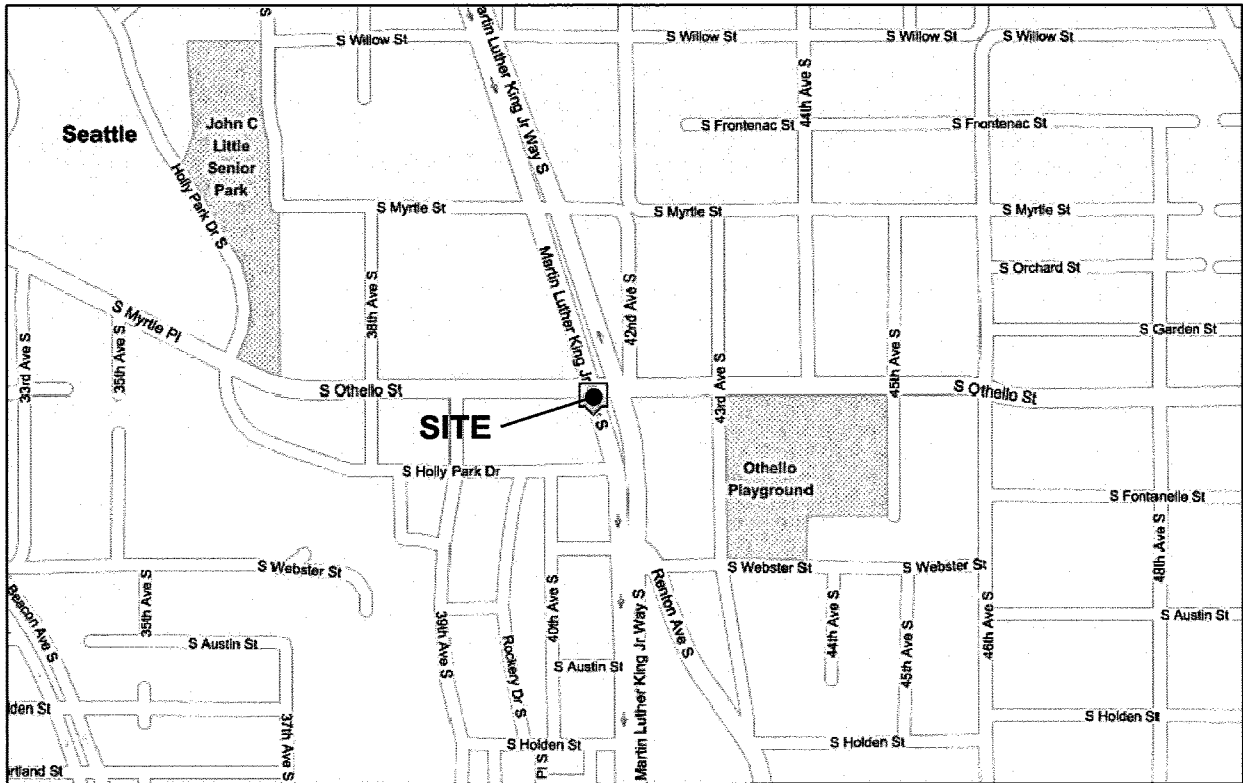 S
S Willow St
S Willow St
S Willow St
S Willow St
Martin Luther King Jr Way S
44th Ave S
Seattle
John C
Little
Senior
Park
S Frontenac St
S Frontenac St
Holly Park Dr S
S Myrtle St
S Myrtle St
S Myrtle St
S Orchard St
Martin Luther King Jr
S
38th Ave S
42nd Ave S
S Myrtle Pl
S Garden St
33rd Ave S
35th Ave S
43rd Ave S
45th Ave S
S Othello St
S Othello St
SITE
S Holly Park Dr
Othello
Playground
S Fontanelle St
S Webster St
S Webster St
S Webster St
48th Ave S
Beacon Ave S
35th Ave S
39th Ave S
Rockery Dr S
40th Ave S
Martin Luther King Jr Way S
Renton Ave S
44th Ave S
45th Ave S
46th Ave S
S Austin St
S Austin St
S Austin St
lden St
37th Ave S
S Holden St
Pl S
S Holden St
S Holden St
rtland St